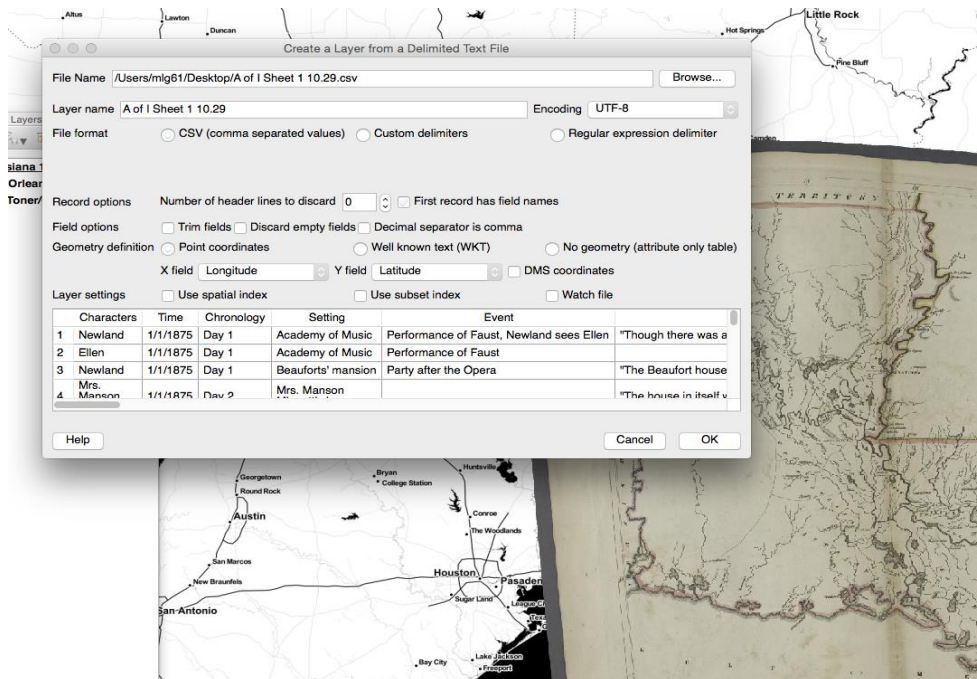 Altus
Lawton
Duncan
Hot Springs
Little Rock
Pine Bluff
Camden
Create a Layer from a Delimited Text File
File Name /Users/mlg61/Desktop/A of I Sheet 1 10.29.csv Browse...
Layer name A of I Sheet 1 10.29 Encoding UTF-8
File format CSV (comma separated values) Custom delimiters Regular expression delimiter
Record options Number of header lines to discard 0 First record has field names
Field options Trim fields Discard empty fields Decimal separator is comma
Geometry definition Point coordinates Well known text (WKT) No geometry (attribute only table)
X field Longitude Y field Latitude DMS coordinates
Layer settings Use spatial index Use subset index Watch file
Characters Time Chronology Setting Event
1 Newland 1/1/1875 Day 1 Academy of Music Performance of Faust, Newland sees Ellen "Though there was a
2 Ellen 1/1/1875 Day 1 Academy of Music Performance of Faust
3 Newland 1/1/1875 Day 1 Beauforts' mansion Party after the Opera "The Beaufort house
4 Mrs. Manson 1/1/1875 Day 2 Mrs. Manson "The house in itself w
Help Cancel OK
Layers
siana 1
Orlean
Toner/
TERRITORY
Georgetown
Round Rock
Austin
San Marcos
New Braunfels
San Antonio
Bryan
College Station
Huntsville
Conroe
The Woodlands
Houston
Pasaden
Sugar Land
League C
Texa
Bay City
Lake Jackson
Freeport